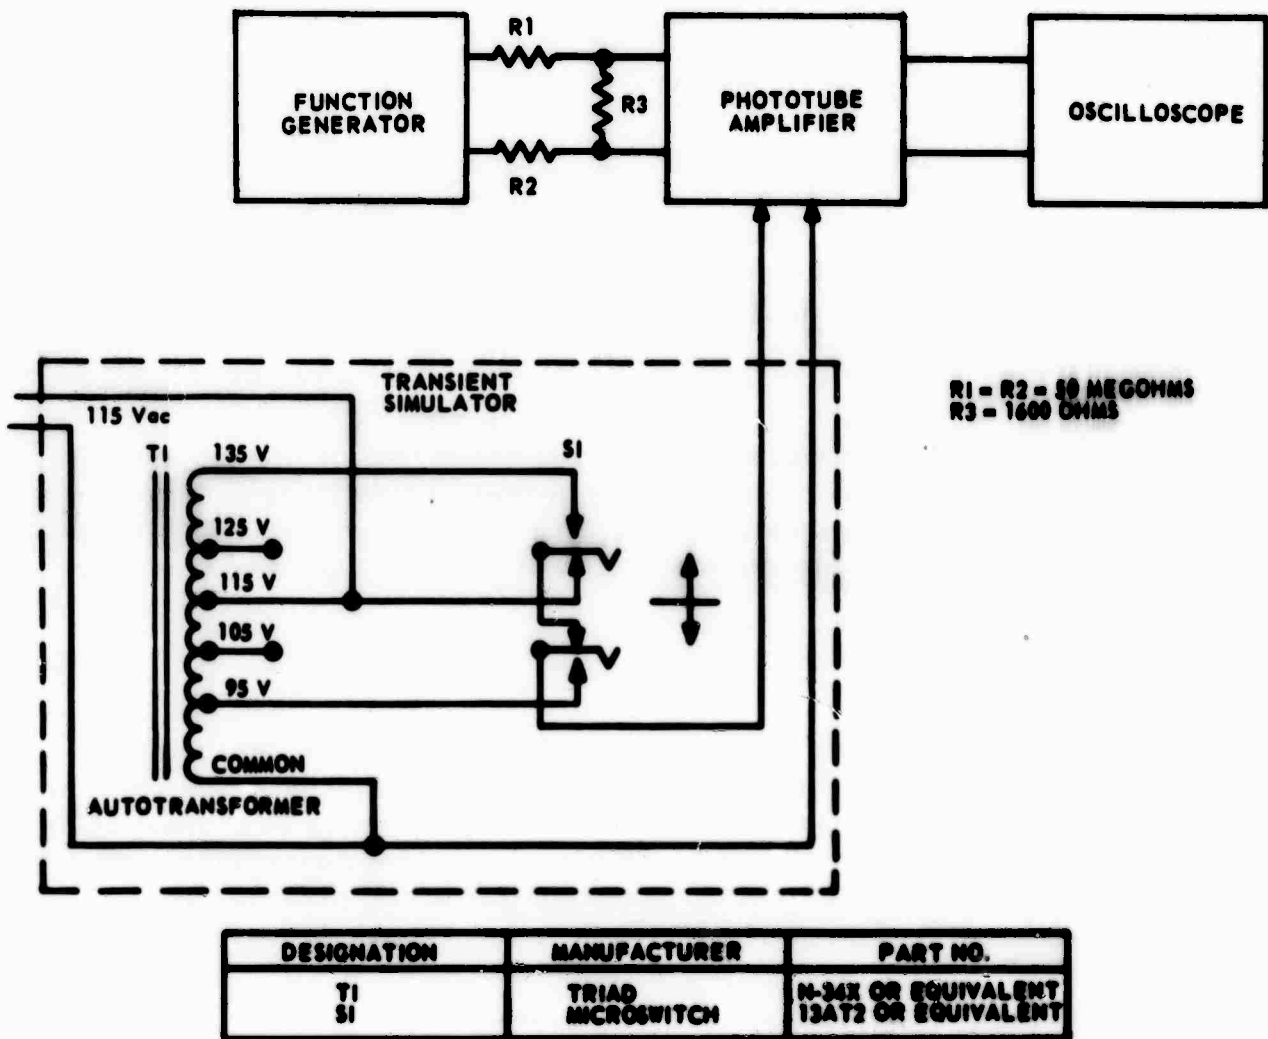 R1
FUNCTION
GENERATOR
R3
PHOTOTUBE
AMPLIFIER
OSCILLOSCOPE
R2
TRANSIENT
SIMULATOR
R1 = R2 = 50 MEGOHMS
R3 = 1600 OHMS
115 Vac
T1
135 V
S1
125 V
115 V
105 V
95 V
COMMON
AUTOTRANSFORMER
DESIGNATION MANUFACTURER PART NO.
T1 TRIAD N-34X OR EQUIVALENT
S1 MICROSWITCH 13AT2 OR EQUIVALENT